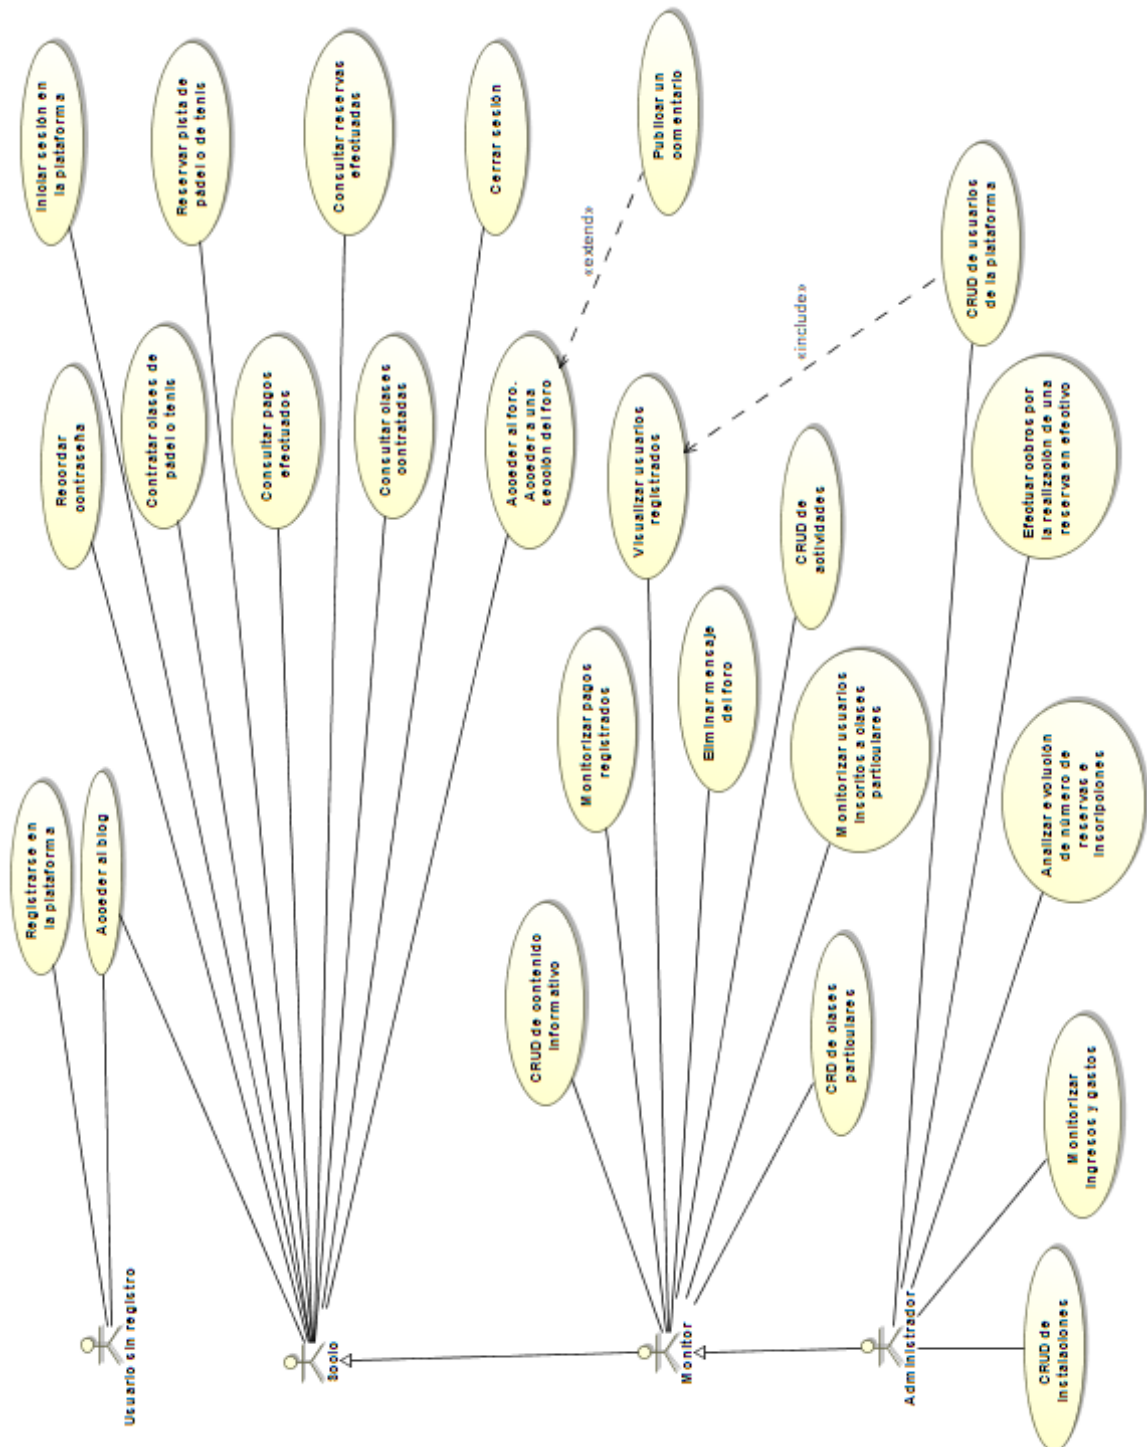 Usuario sin registro
Registrarse en
la plataforma
Acceder al blog
Socio
Recordar
contraseña
Iniciar sesión en
la plataforma
Contratar clases de
pádel o tenis
Reservar pista de
pádel o de tenis
Consultar pagos
efectuados
Consultar reservas
efectuadas
Consultar clases
contratadas
Cerrar sesión
Acceder al foro.
Acceder a una
sección del foro
«extend»
Publicar un
comentario
Monitor
CRUD de contenido
informativo
Monitorizar pagos
registrados
Visualizar usuarios
registrados
Eliminar mensaje
del foro
CRUD de
actividades
Monitorizar usuarios
inscritos a clases
particulares
CRD de clases
particulares
«include»
Administrador
CRUD de usuarios
de la plataforma
Efectuar cobros por
la realización de una
reserva en efectivo
Analizar evolución
de número de
reservas e
inscripciones
Monitorizar
ingresos y gastos
CRUD de
instalaciones